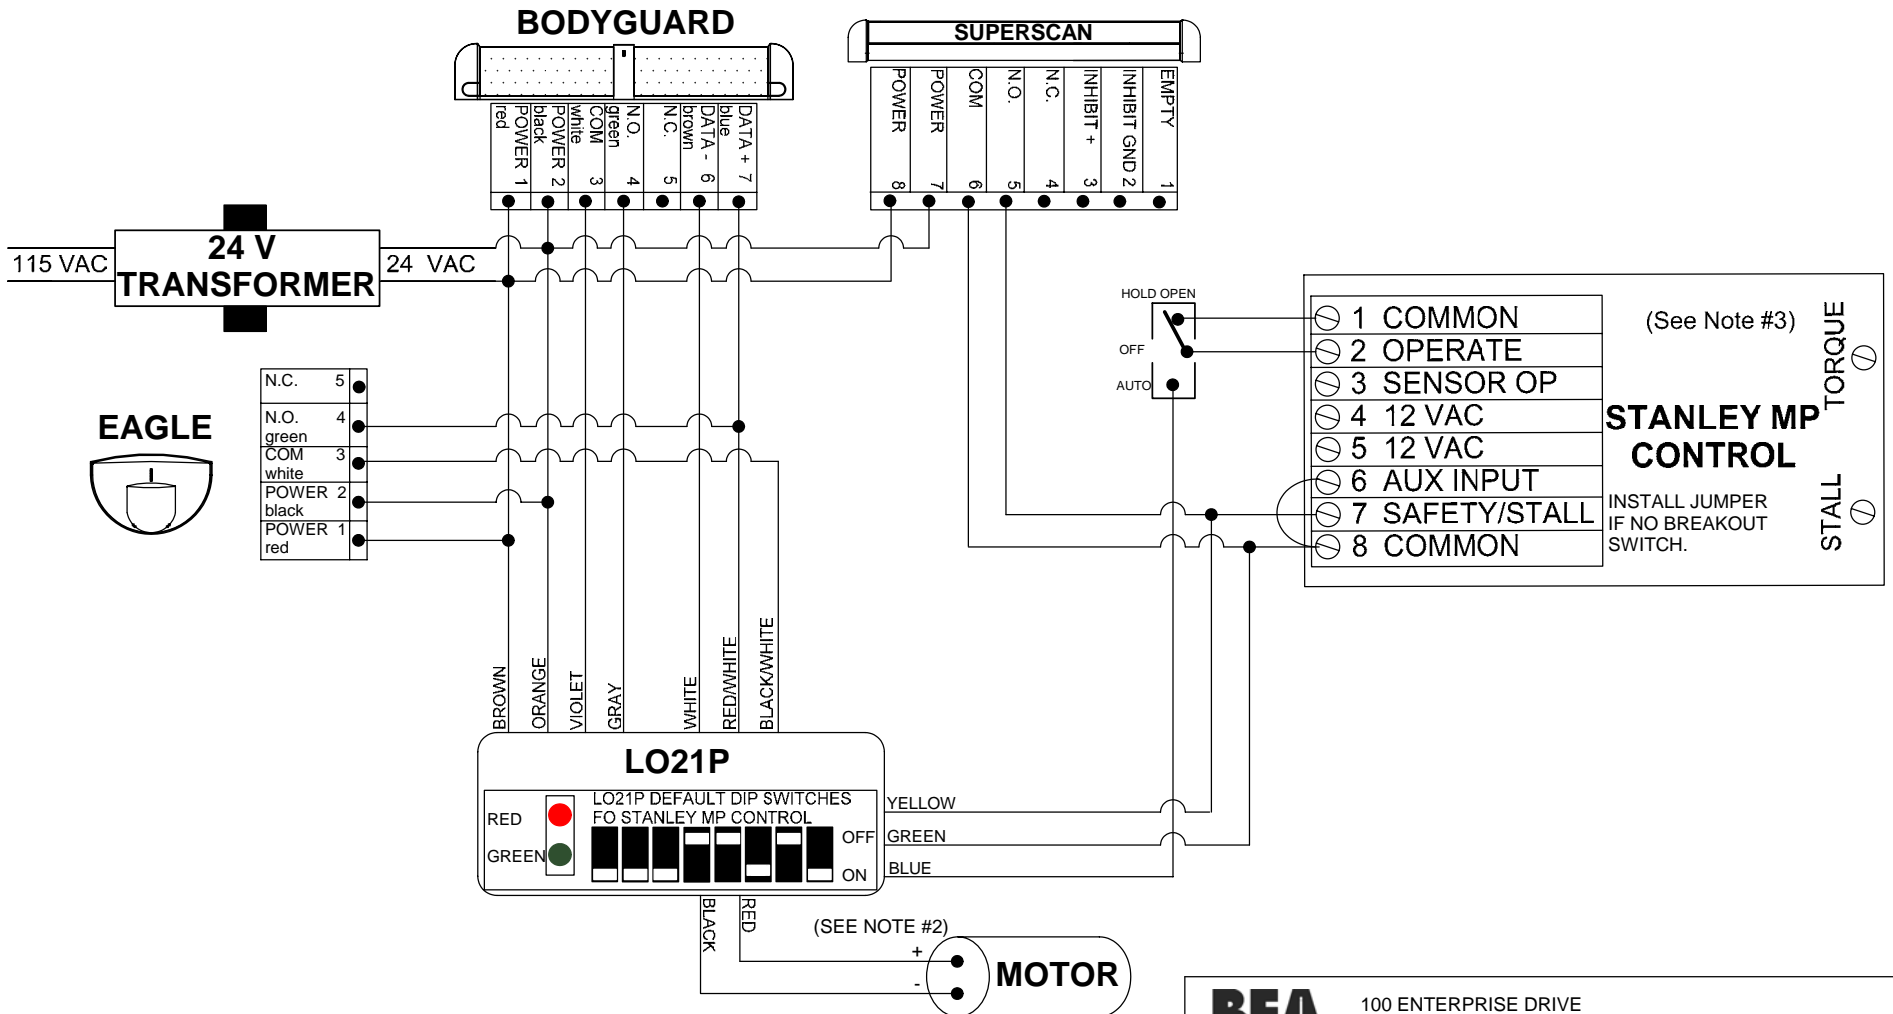 BODYGUARD
SUPERSCAN
POWER 1
red
POWER 2
black
COM 3
white
N.O. 4
green
N.C. 5
DATA - 6
brown
DATA + 7
blue
POWER 8
POWER 7
COM 6
N.O. 5
N.C. 4
INHIBIT + 3
INHIBIT GND 2
EMPTY 1
115 VAC
24 V
TRANSFORMER
24 VAC
EAGLE
N.C. 5
N.O. 4
green
COM 3
white
POWER 2
black
POWER 1
red
HOLD OPEN
OFF
AUTO
1 COMMON
2 OPERATE
3 SENSOR OP
4 12 VAC
5 12 VAC
6 AUX INPUT
7 SAFETY/STALL
8 COMMON
(See Note #3)
TORQUE
STANLEY MP
CONTROL
INSTALL JUMPER
IF NO BREAKOUT
SWITCH.
STALL
BROWN
ORANGE
VIOLET
GRAY
WHITE
RED/WHITE
BLACK/WHITE
LO21P
LO21P DEFAULT DIP SWITCHES
FO STANLEY MP CONTROL
RED
GREEN
OFF
ON
YELLOW
GREEN
BLUE
BLACK
RED
(SEE NOTE #2)
+
-
MOTOR
BEA
100 ENTERPRISE DRIVE